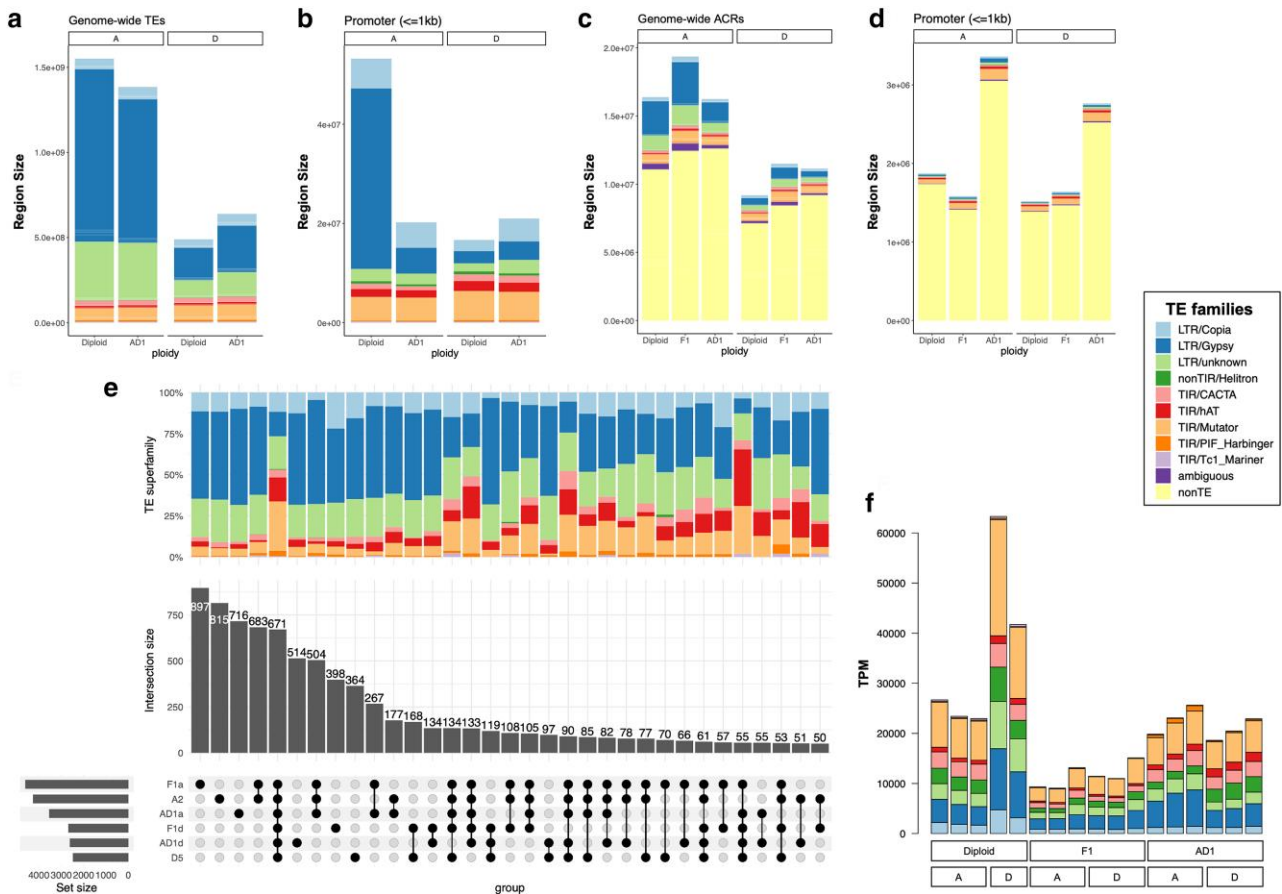 a
Genome-wide TEs
A D
Region Size
1.5e+09
1.0e+09
5.0e+08
0.0e+00
Diploid AD1 Diploid AD1
ploidy
b
Promoter (<=1kb)
A D
Region Size
4e+07
2e+07
0e+00
Diploid AD1 Diploid AD1
ploidy
c
Genome-wide ACRs
A D
Region Size
2.0e+07
1.5e+07
1.0e+07
5.0e+06
0.0e+00
Diploid F1 AD1 Diploid F1 AD1
ploidy
d
Promoter (<=1kb)
A D
Region Size
3e+06
2e+06
1e+06
0e+00
Diploid F1 AD1 Diploid F1 AD1
ploidy
TE families
LTR/Copia
LTR/Gypsy
LTR/unknown
nonTIR/Helitron
TIR/CACTA
TIR/hAT
TIR/Mutator
TIR/PIF_Harbinger
TIR/Tc1_Mariner
ambiguous
nonTE
e
TE superfamily
100%
75%
50%
25%
0%
Intersection size
750
500
250
0
897 815 716 683 671 514 504 398 364 267 177 168 134 134 133 119 108 105 97 90 85 82 78 77 70 66 61 57 55 55 53 51 50
F1a
A2
AD1a
F1d
AD1d
D5
4000 3000 2000 1000 0
Set size
group
f
TPM
60000
50000
40000
30000
20000
10000
0
Diploid F1 AD1
A D A D A D